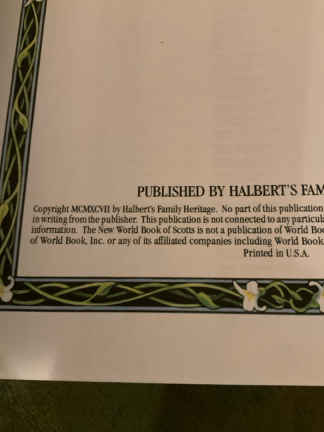 PUBLISHED BY HALBERT'S FAM
Copyright MCMXCVII by Halbert's Family Heritage. No part of this publication
in writing from the publisher. This publication is not connected to any particula
information. The New World Book of Scotts is not a publication of World Boo
of World Book, Inc. or any of its affiliated companies including World Book
Printed in U.S.A.